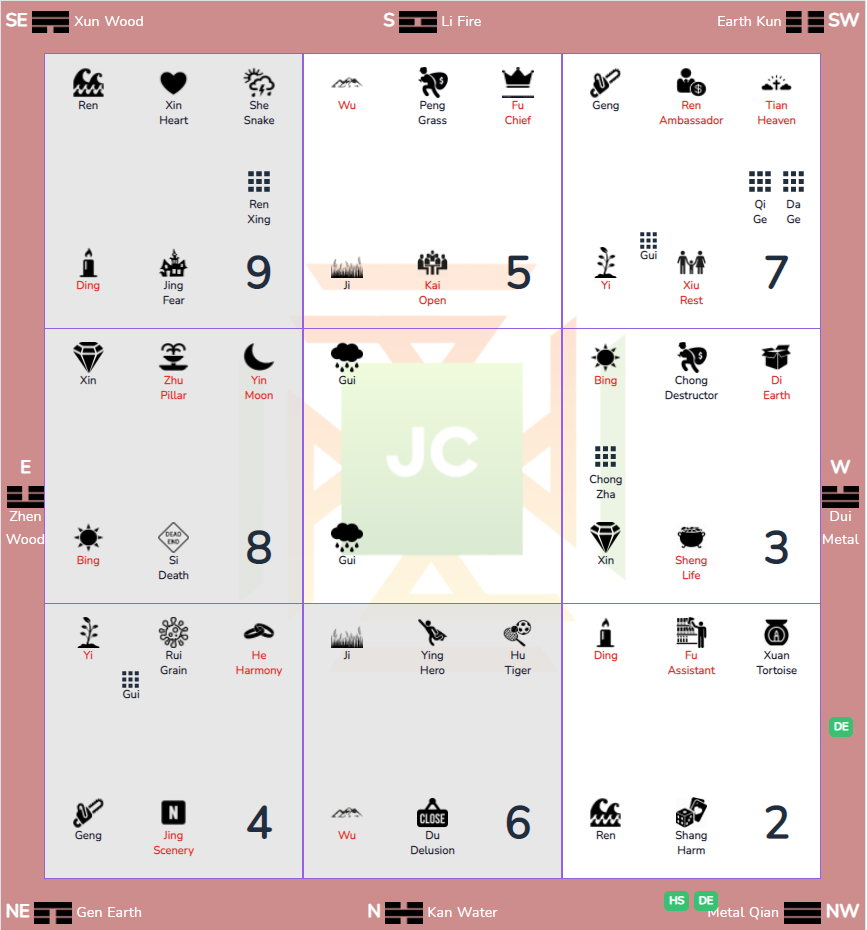 SE Xun Wood
S Li Fire
Earth Kun SW
Ren
Xin
Heart
She
Snake
Ren
Xing
Ding
Jing
Fear
9
Wu
Peng
Grass
Fu
Chief
Ji
Kai
Open
5
Geng
Ren
Ambassador
Tian
Heaven
Qi
Ge
Da
Ge
Gui
Yi
Xiu
Rest
7
E
Zhen
Wood
Xin
Zhu
Pillar
Yin
Moon
Bing
DEAD
END
Si
Death
8
Gui
JC
Gui
Bing
Chong
Destructor
Di
Earth
Chong
Zha
Xin
Sheng
Life
3
W
Dui
Metal
Yi
Rui
Grain
He
Harmony
Gui
Geng
N
Jing
Scenery
4
Ji
Ying
Hero
Hu
Tiger
Wu
CLOSE
Du
Delusion
6
Ding
Fu
Assistant
A
Xuan
Tortoise
Ren
Shang
Harm
2
DE
NE Gen Earth
N Kan Water
HS DE
Metal Qian NW